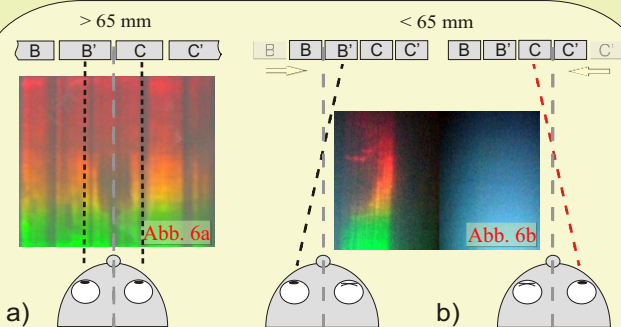 > 65 mm
< 65 mm
B B' C C'
B B B' C C'
B B' C C' C'
Abb. 6a
Abb. 6b
a)
b)